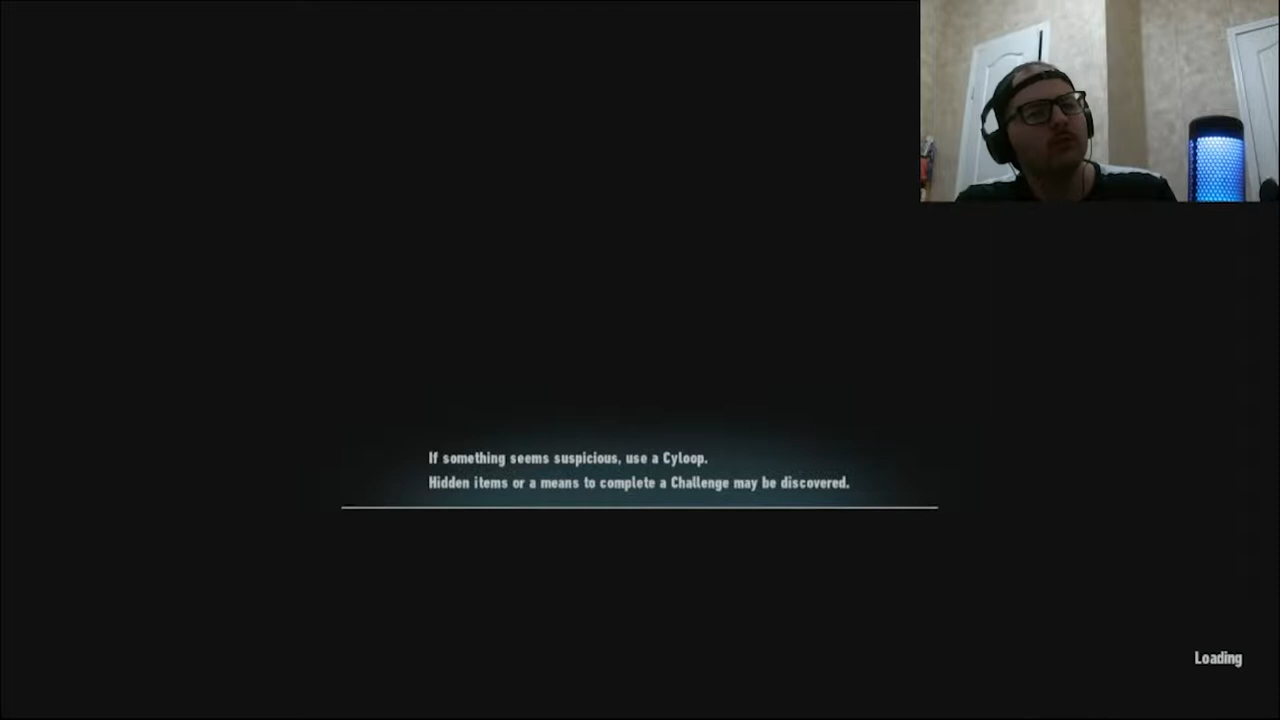 If something seems suspicious, use a Cyloop.
Hidden items or a means to complete a Challenge may be discovered.
Loading